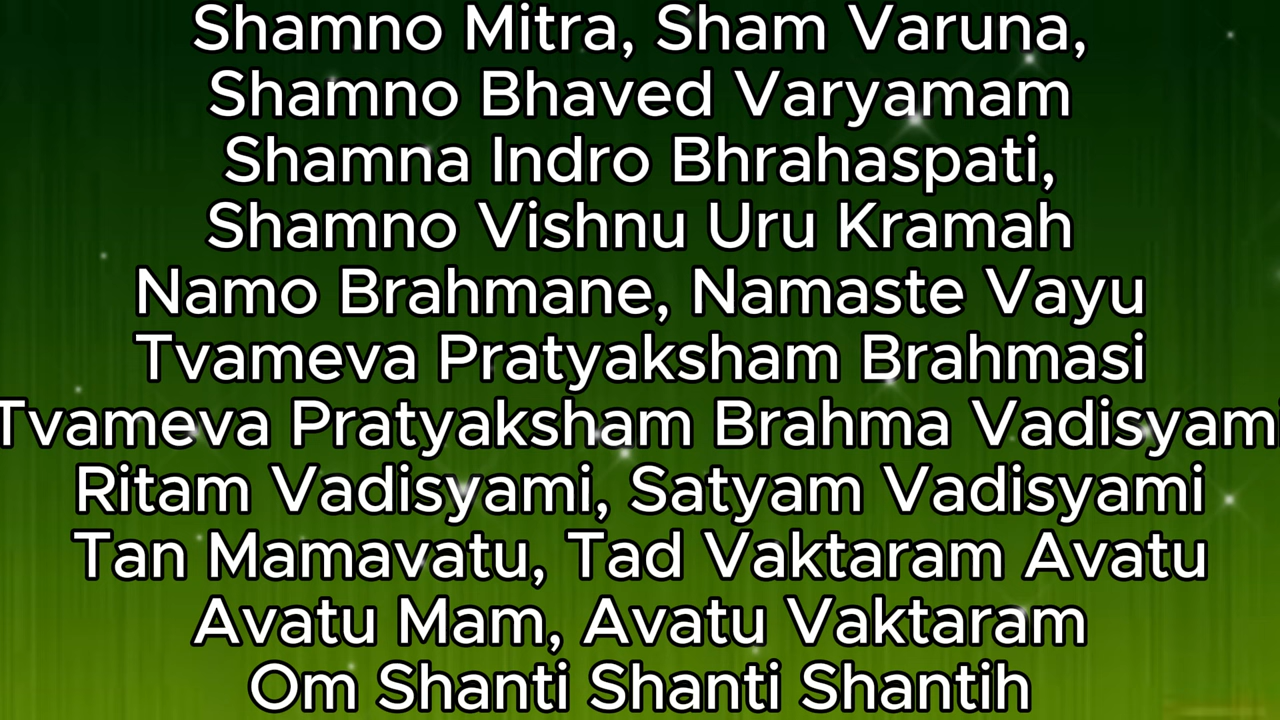 Shamno Mitra, Sham Varuna,
Shamno Bhaved Varyamam
Shamna Indro Bhrahaspati,
Shamno Vishnu Uru Kramah
Namo Brahmane, Namaste Vayu
Tvameva Pratyaksham Brahmasi
Tvameva Pratyaksham Brahma Vadisyami
Ritam Vadisyami, Satyam Vadisyami
Tan Mamavatu, Tad Vaktaram Avatu
Avatu Mam, Avatu Vaktaram
Om Shanti Shanti Shantih